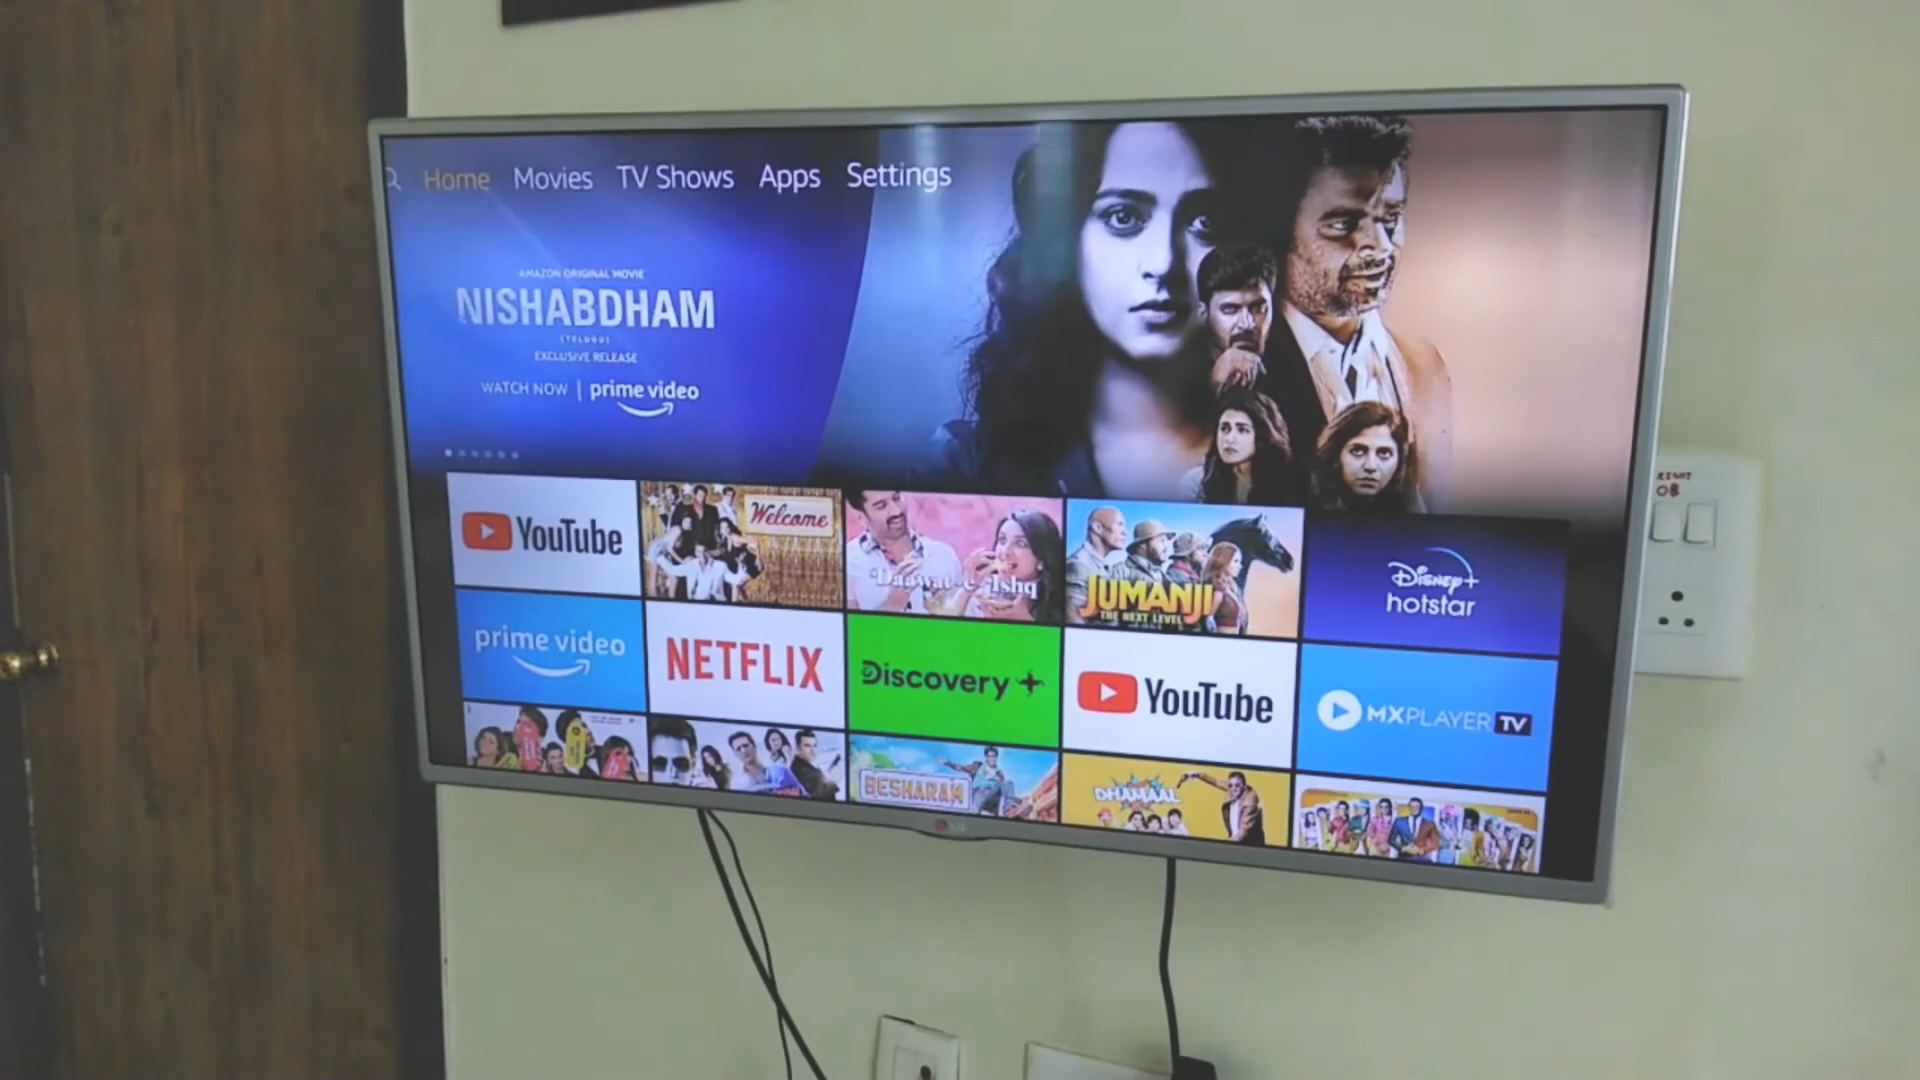 Home Movies TV Shows Apps Settings
AMAZON ORIGINAL MOVIE
NISHABDHAM
(TELUGU)
EXCLUSIVE RELEASE
WATCH NOW | prime video
YouTube
Welcome
Daawat-e-Ishq
JUMANJI
THE NEXT LEVEL
Disney+
hotstar
prime video
NETFLIX
Discovery+
YouTube
MXPLAYER TV
BESHARAM
DHAMAAL
LG